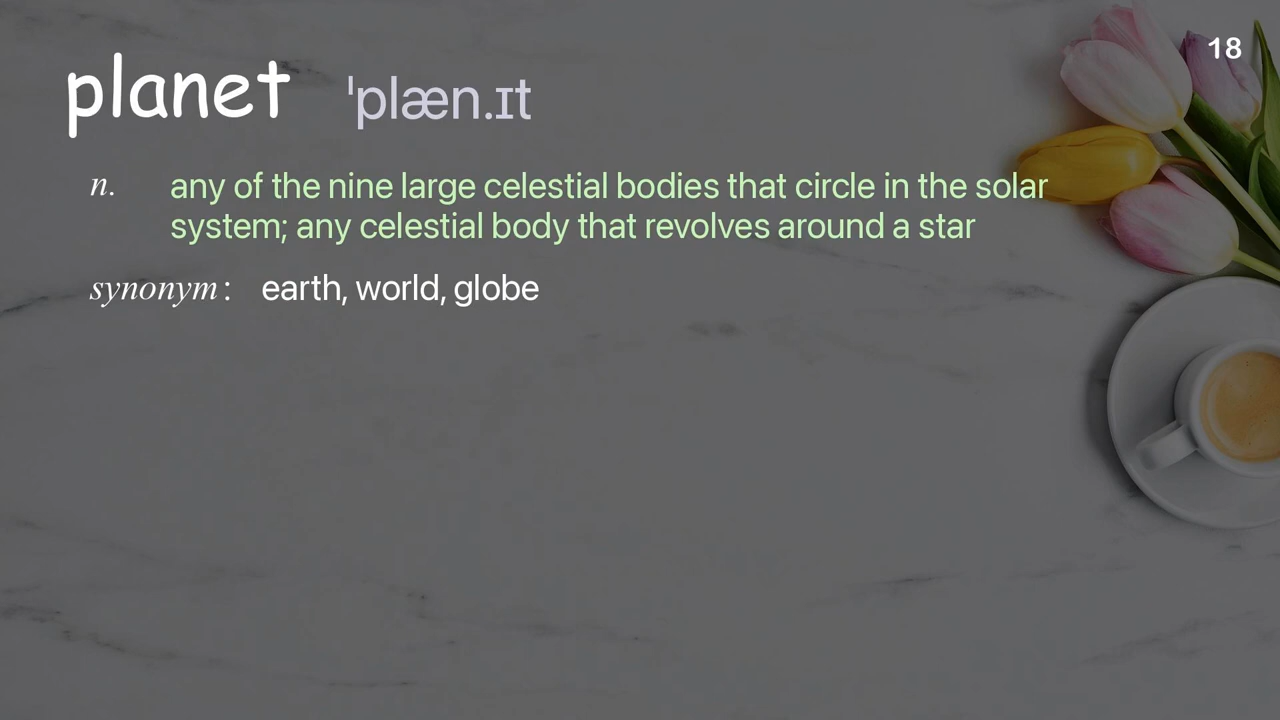 18
planet ˈplæn.ɪt
n. any of the nine large celestial bodies that circle in the solar
system; any celestial body that revolves around a star
synonym: earth, world, globe